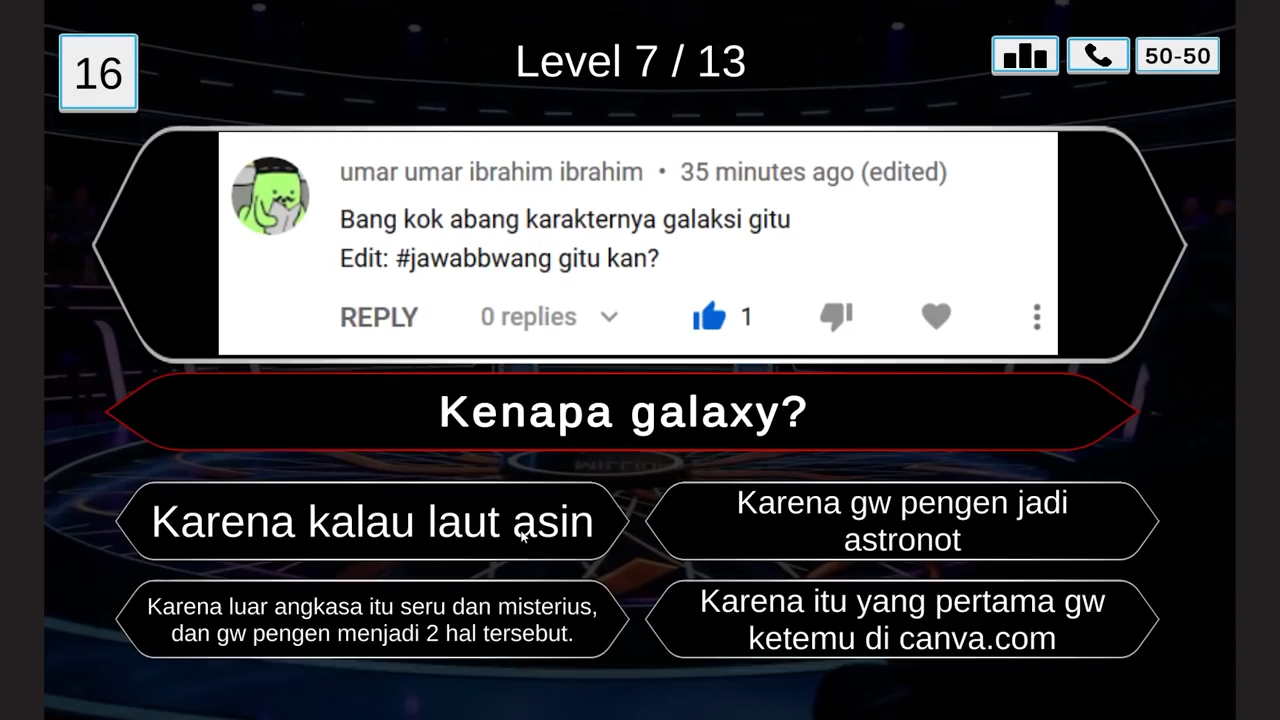 16
Level 7 / 13
50-50
umar umar ibrahim ibrahim • 35 minutes ago (edited)
Bang kok abang karakternya galaksi gitu
Edit: #jawabbwang gitu kan?
REPLY 0 replies 1
Kenapa galaxy?
Karena kalau laut asin
Karena gw pengen jadi
astronot
Karena luar angkasa itu seru dan misterius,
dan gw pengen menjadi 2 hal tersebut.
Karena itu yang pertama gw
ketemu di canva.com